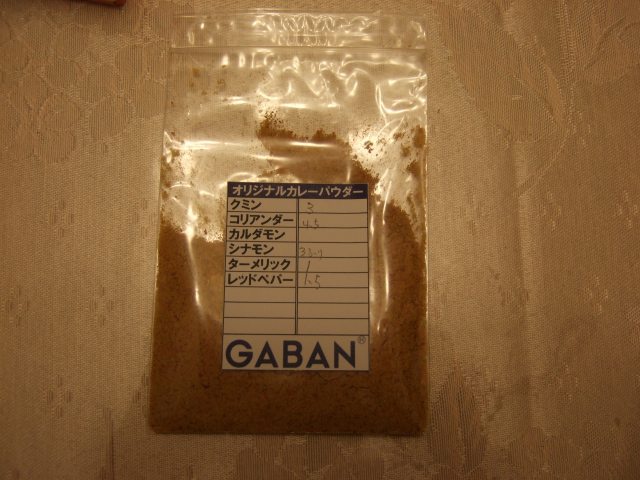 オリジナルカレーパウダー
クミン 3
コリアンダー 4.5
カルダモン
シナモン
ターメリック 1
レッドペパー 1.5
GABAN®